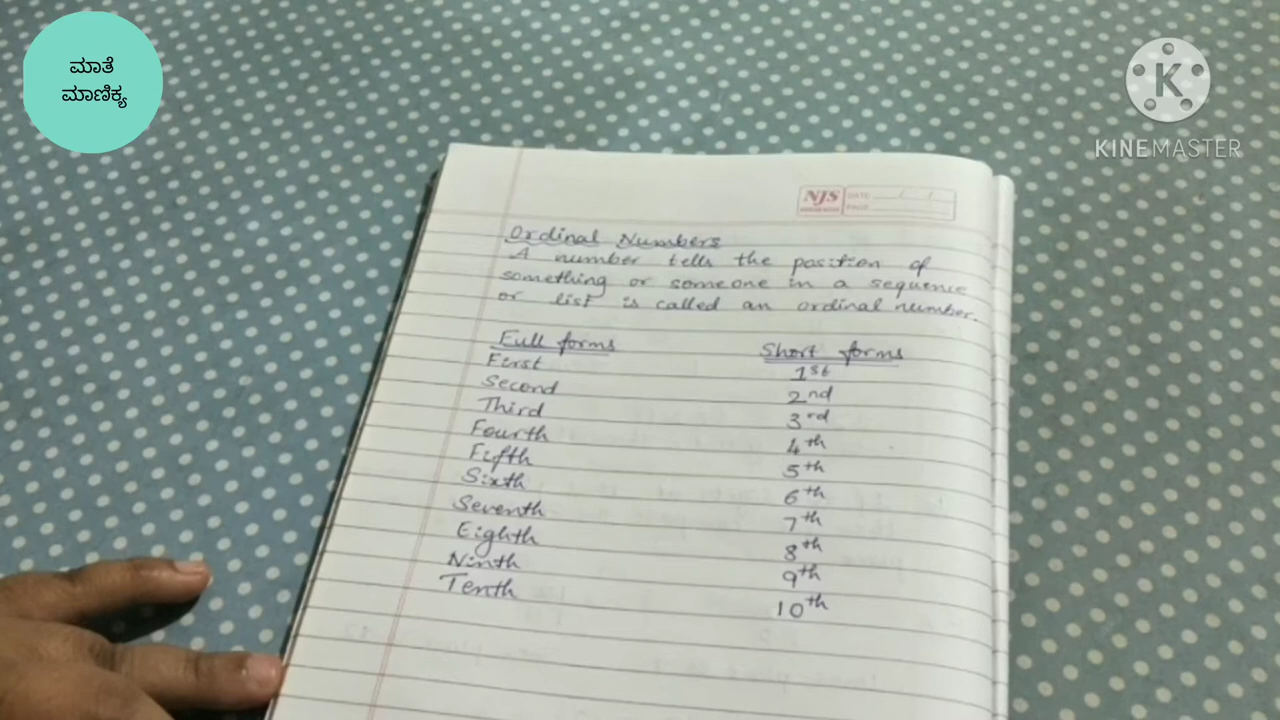 ಮಾತೆ
ಮಾಣಿಕ್ಯ
K
KINEMASTER
NJS
DATE
PAGE
Ordinal Numbers
A number tells the position of
something or someone in a sequence
or list is called an ordinal number.
Full forms Short forms
First 1st
Second 2nd
Third 3rd
Fourth 4th
Fifth 5th
Sixth 6th
Seventh 7th
Eighth 8th
Ninth 9th
Tenth 10th